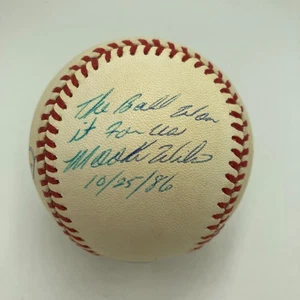 The Ball Won
it For Us
Mookie Wilson
10/25/86